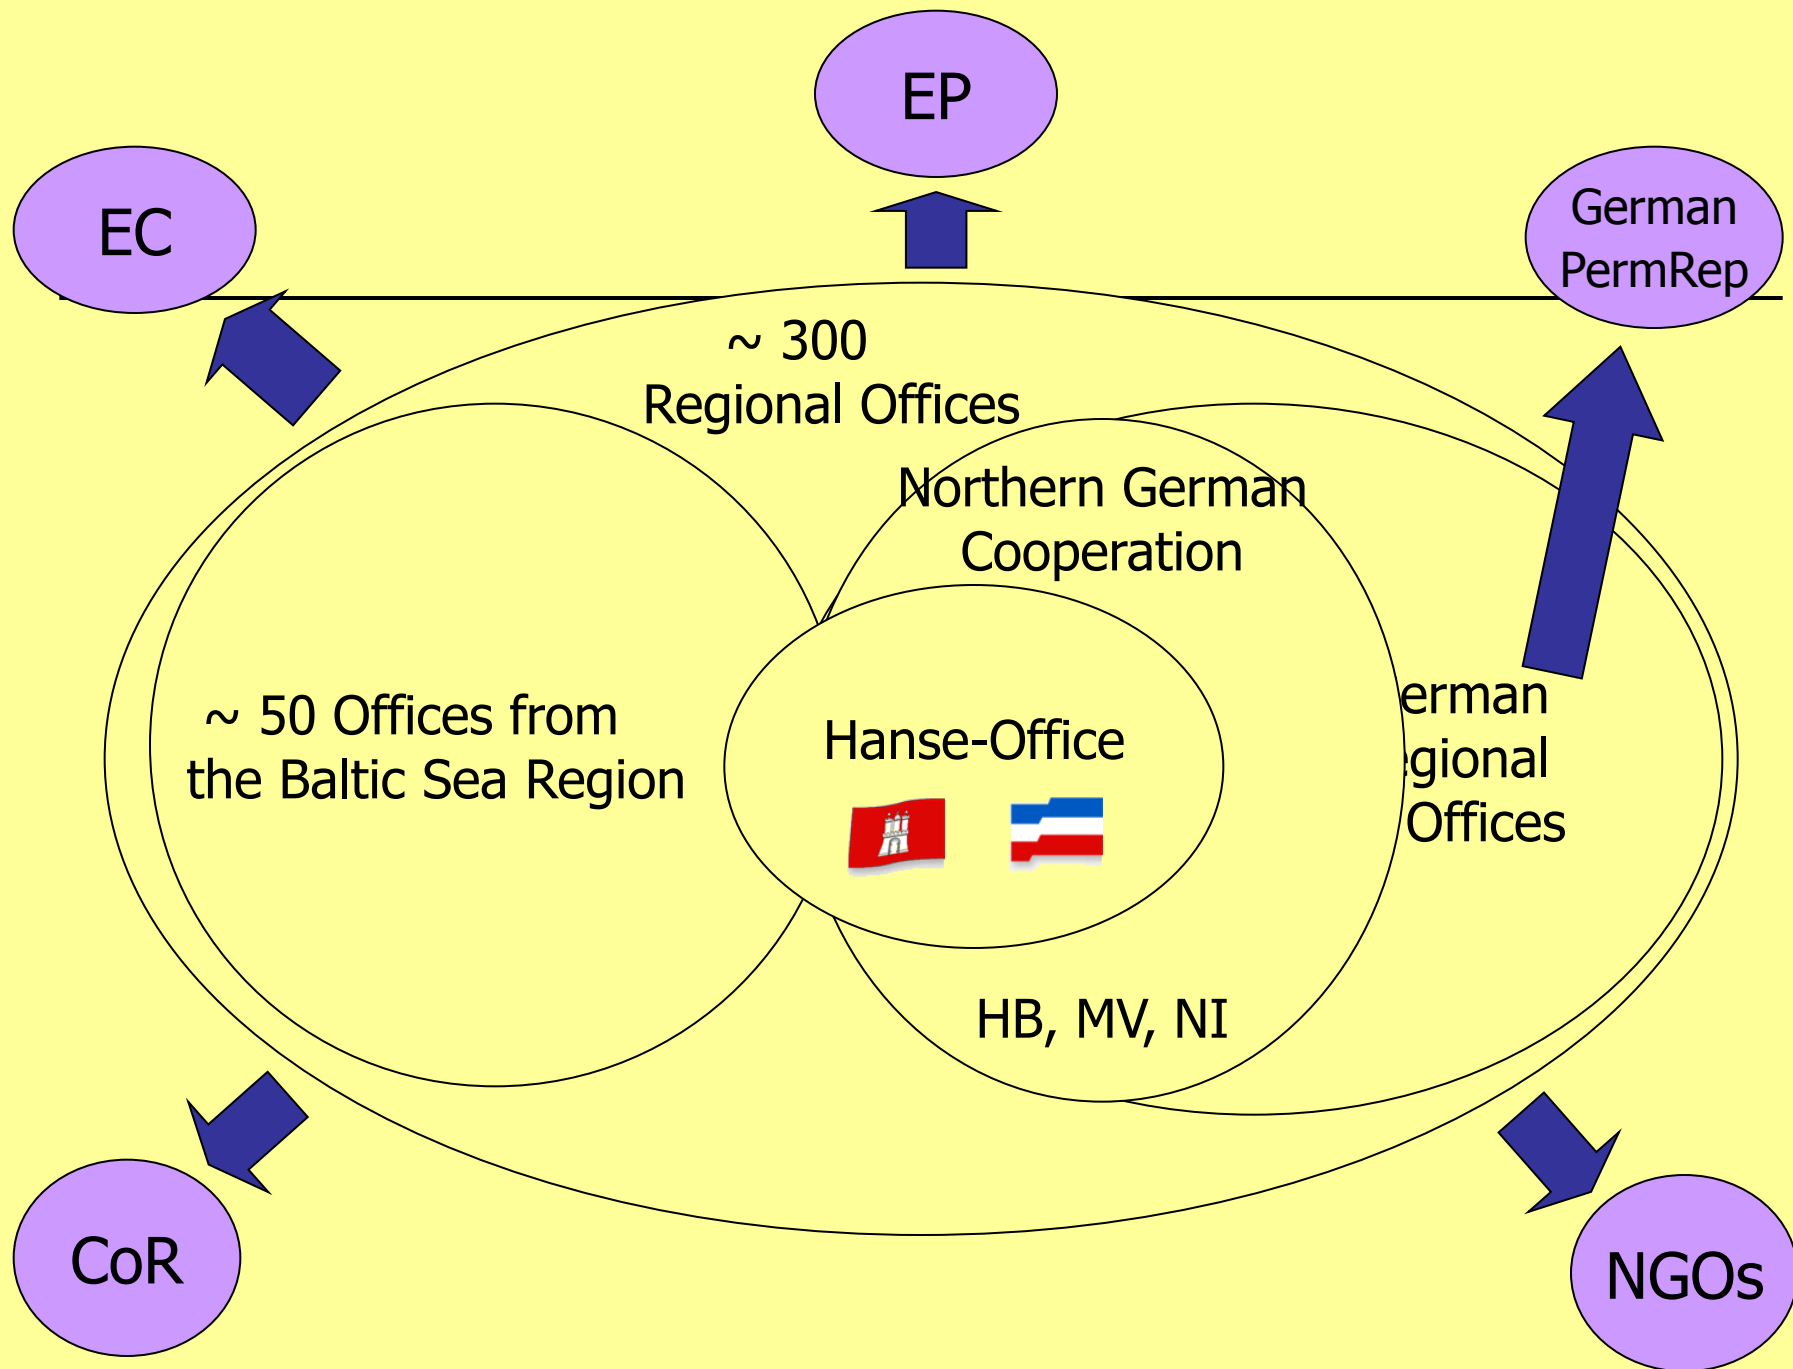 EP
EC
German
PermRep
~ 300
Regional Offices
Northern German
Cooperation
~ 50 Offices from
the Baltic Sea Region
Hanse-Office
erman
gional
Offices
HB, MV, NI
CoR
NGOs